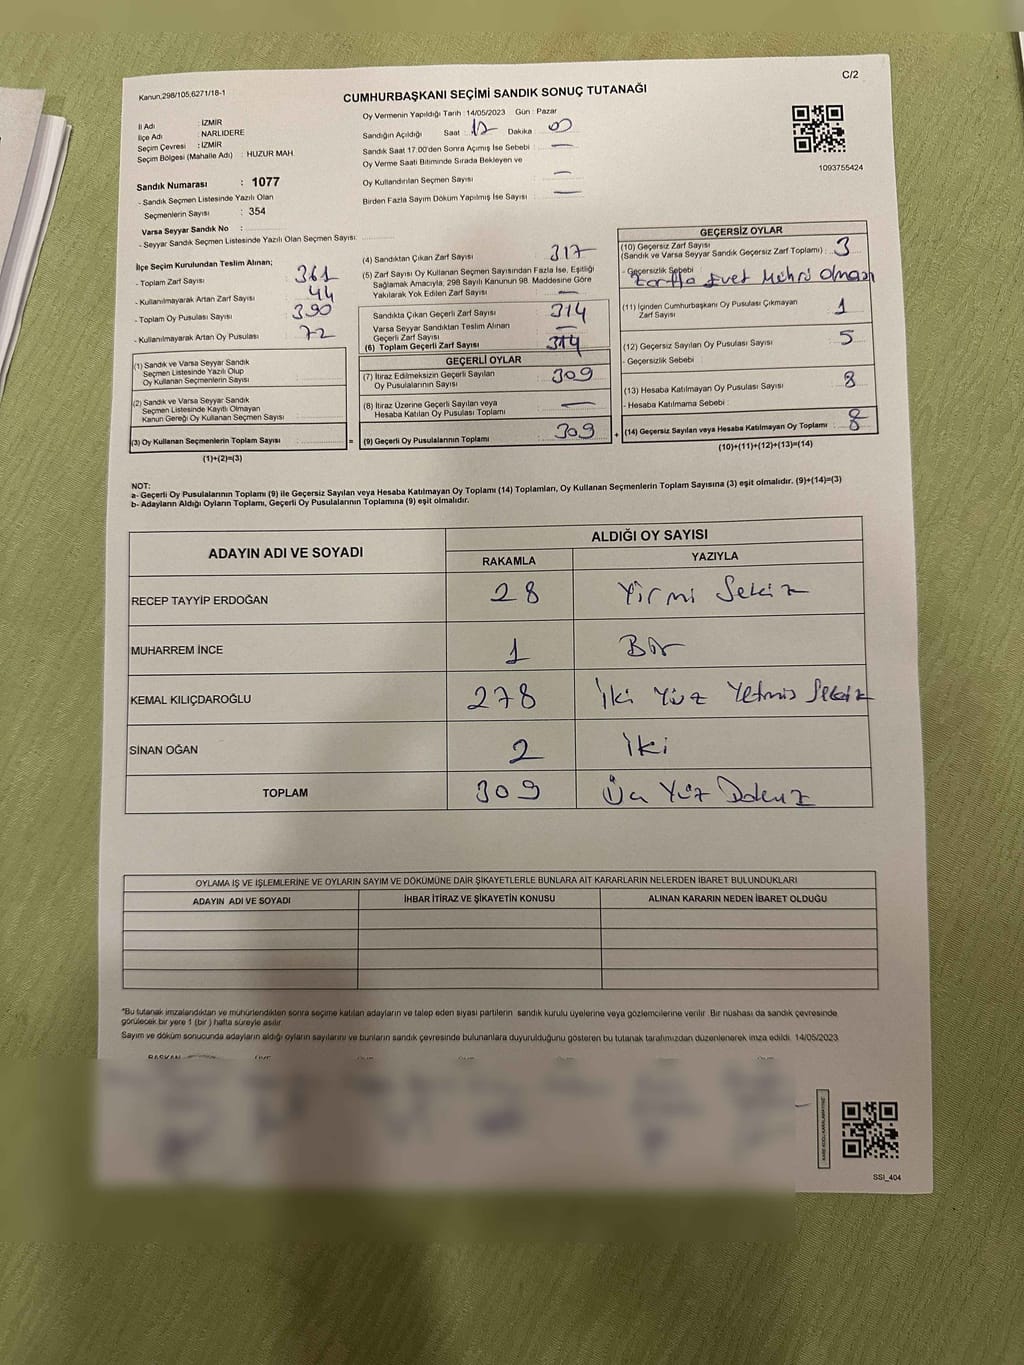 C/2
Kanun,298/105,6271/18-1
CUMHURBAŞKANI SEÇİMİ SANDIK SONUÇ TUTANAĞI
İl Adı : İZMİR
İlçe Adı : NARLIDERE
Seçim Çevresi : İZMİR
Seçim Bölgesi (Mahalle Adı) : HUZUR MAH.
Sandık Numarası : 1077
- Sandık Seçmen Listesinde Yazılı Olan
Seçmenlerin Sayısı : 354
Varsa Seyyar Sandık No :
- Seyyar Sandık Seçmen Listesinde Yazılı Olan Seçmen Sayısı:
Oy Vermenin Yapıldığı Tarih : 14/05/2023 Gün : Pazar
Sandığın Açıldığı Saat : 17 Dakika : 00
Sandık Saat 17:00'den Sonra Açımış İse Sebebi : —
Oy Verme Saati Bitiminde Sırada Bekleyen ve
Oy Kullandırılan Seçmen Sayısı : —
Birden Fazla Sayım Döküm Yapılmış İse Sayısı : —
1093755424
İlçe Seçim Kurulundan Teslim Alınan;
- Toplam Zarf Sayısı : 361
- Kullanılmayarak Artan Zarf Sayısı : 44
- Toplam Oy Pusulası Sayısı : 390
- Kullanılmayarak Artan Oy Pusulası : 72
(1) Sandık ve Varsa Seyyar Sandık
Seçmen Listesinde Yazılı Olup
Oy Kullanan Seçmenlerin Sayısı :
(2) Sandık ve Varsa Seyyar Sandık
Seçmen Listesinde Kayıtlı Olmayan
Kanun Gereği Oy Kullanan Seçmen Sayısı :
(3) Oy Kullanan Seçmenlerin Toplam Sayısı : =
(1)+(2)=(3)
(4) Sandıktan Çıkan Zarf Sayısı : 317
(5) Zarf Sayısı Oy Kullanan Seçmen Sayısından Fazla İse, Eşitliği
Sağlamak Amacıyla, 298 Sayılı Kanunun 98. Maddesine Göre
Yakılarak Yok Edilen Zarf Sayısı : —
Sandıkta Çıkan Geçerli Zarf Sayısı : 314
Varsa Seyyar Sandıktan Teslim Alınan
Geçerli Zarf Sayısı : —
(6) Toplam Geçerli Zarf Sayısı : 314
GEÇERLİ OYLAR
(7) İtiraz Edilmeksizin Geçerli Sayılan
Oy Pusulalarının Sayısı : 309
(8) İtiraz Üzerine Geçerli Sayılan veya
Hesaba Katılan Oy Pusulası Toplamı : —
(9) Geçerli Oy Pusulalarının Toplamı : 309 +
GEÇERSİZ OYLAR
(10) Geçersiz Zarf Sayısı
(Sandık ve Varsa Seyyar Sandık Geçersiz Zarf Toplamı) : 3
- Geçersizlik Sebebi
Zarfta Evet Mührü Olması
(11) İçinden Cumhurbaşkanı Oy Pusulası Çıkmayan
Zarf Sayısı : 1
(12) Geçersiz Sayılan Oy Pusulası Sayısı : 5
- Geçersizlik Sebebi :
(13) Hesaba Katılmayan Oy Pusulası Sayısı : 8
- Hesaba Katılmama Sebebi :
(14) Geçersiz Sayılan veya Hesaba Katılmayan Oy Toplamı : 8
(10)+(11)+(12)+(13)=(14)
NOT:
a- Geçerli Oy Pusulalarının Toplamı (9) ile Geçersiz Sayılan veya Hesaba Katılmayan Oy Toplamı (14) Toplamları, Oy Kullanan Seçmenlerin Toplam Sayısına (3) eşit olmalıdır. (9)+(14)=(3)
b- Adayların Aldığı Oyların Toplamı, Geçerli Oy Pusulalarının Toplamına (9) eşit olmalıdır.
ADAYIN ADI VE SOYADI
ALDIĞI OY SAYISI
RAKAMLA YAZIYLA
RECEP TAYYİP ERDOĞAN 28 Yirmi Sekiz
MUHARREM İNCE 1 Bir
KEMAL KILIÇDAROĞLU 278 İki Yüz Yetmiş Sekiz
SİNAN OĞAN 2 İki
TOPLAM 309 Üç Yüz Dokuz
OYLAMA İŞ VE İŞLEMLERİNE VE OYLARIN SAYIM VE DÖKÜMÜNE DAİR ŞİKAYETLERLE BUNLARA AİT KARARLARIN NELERDEN İBARET BULUNDUKLARI
ADAYIN ADI VE SOYADI İHBAR İTİRAZ VE ŞİKAYETİN KONUSU ALINAN KARARIN NEDEN İBARET OLDUĞU
*Bu tutanak imzalandıktan ve mühürlendikten sonra seçime katılan adayların ve talep eden siyasi partilerin sandık kurulu üyelerine veya gözlemcilerine verilir. Bir nüshası da sandık çevresinde
görülecek bir yere 1 (bir ) hafta süreyle asılır.
Sayım ve döküm sonucunda adayların aldığı oyların sayılarını ve bunların sandık çevresinde bulunanlara duyurulduğunu gösteren bu tutanak tarafımızdan düzenlenerek imza edildi. 14/05/2023
BAŞKAN
SSI_404